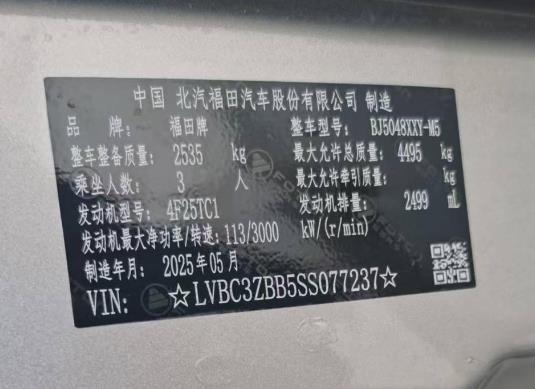 中国 北汽福田汽车股份有限公司 制造
品 牌: 福田牌 整车型号: BJ5048XXY-M5
整车整备质量: 2535 kg 最大允许总质量: 4495 kg
乘坐人数: 3 人 最大允许牵引质量: kg
发动机型号: 4F25TC1 发动机排量: 2499 mL
发动机最大净功率/转速: 113/3000 kW/(r/min)
制造年月: 2025年05月
VIN: ☆LVBC3ZBB5SS077237☆